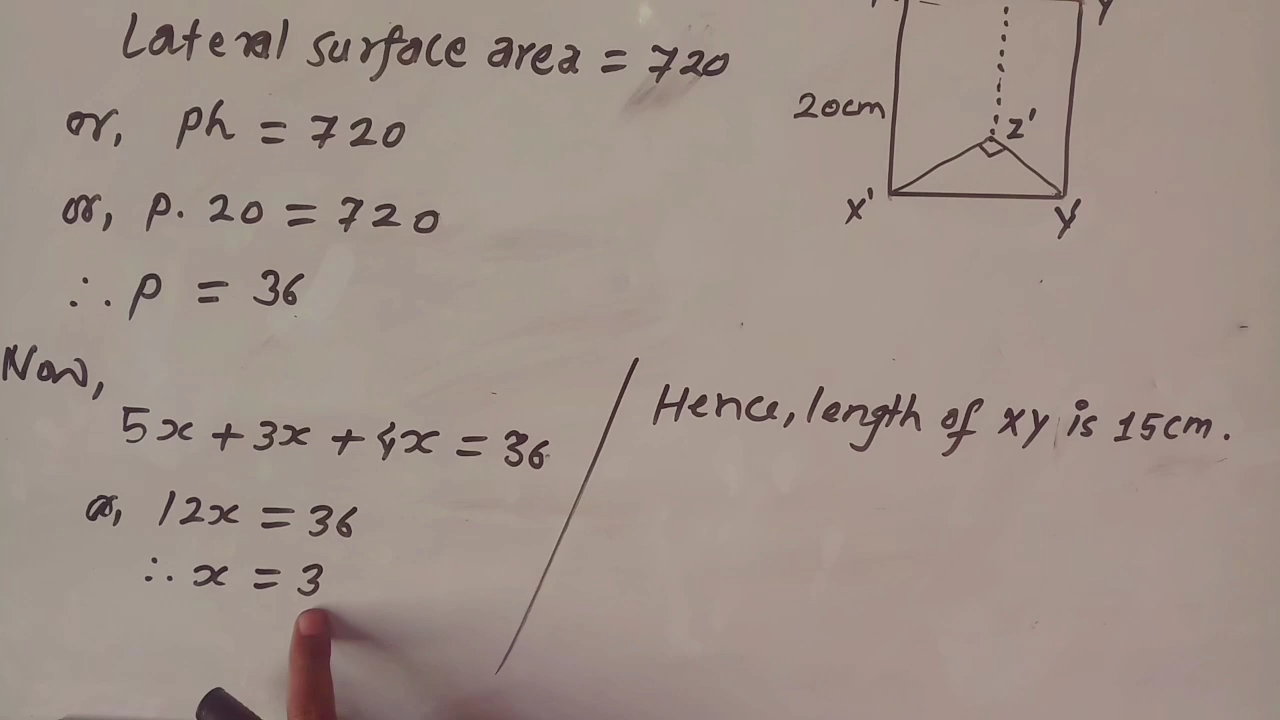 Lateral surface area = 720
or, ph = 720
or, p. 20 = 720
∴ p = 36
Now,
5x + 3x + 4x = 36
or, 12x = 36
∴ x = 3
Y
20cm
Z'
X'
Y
Hence, length of xy is 15cm.